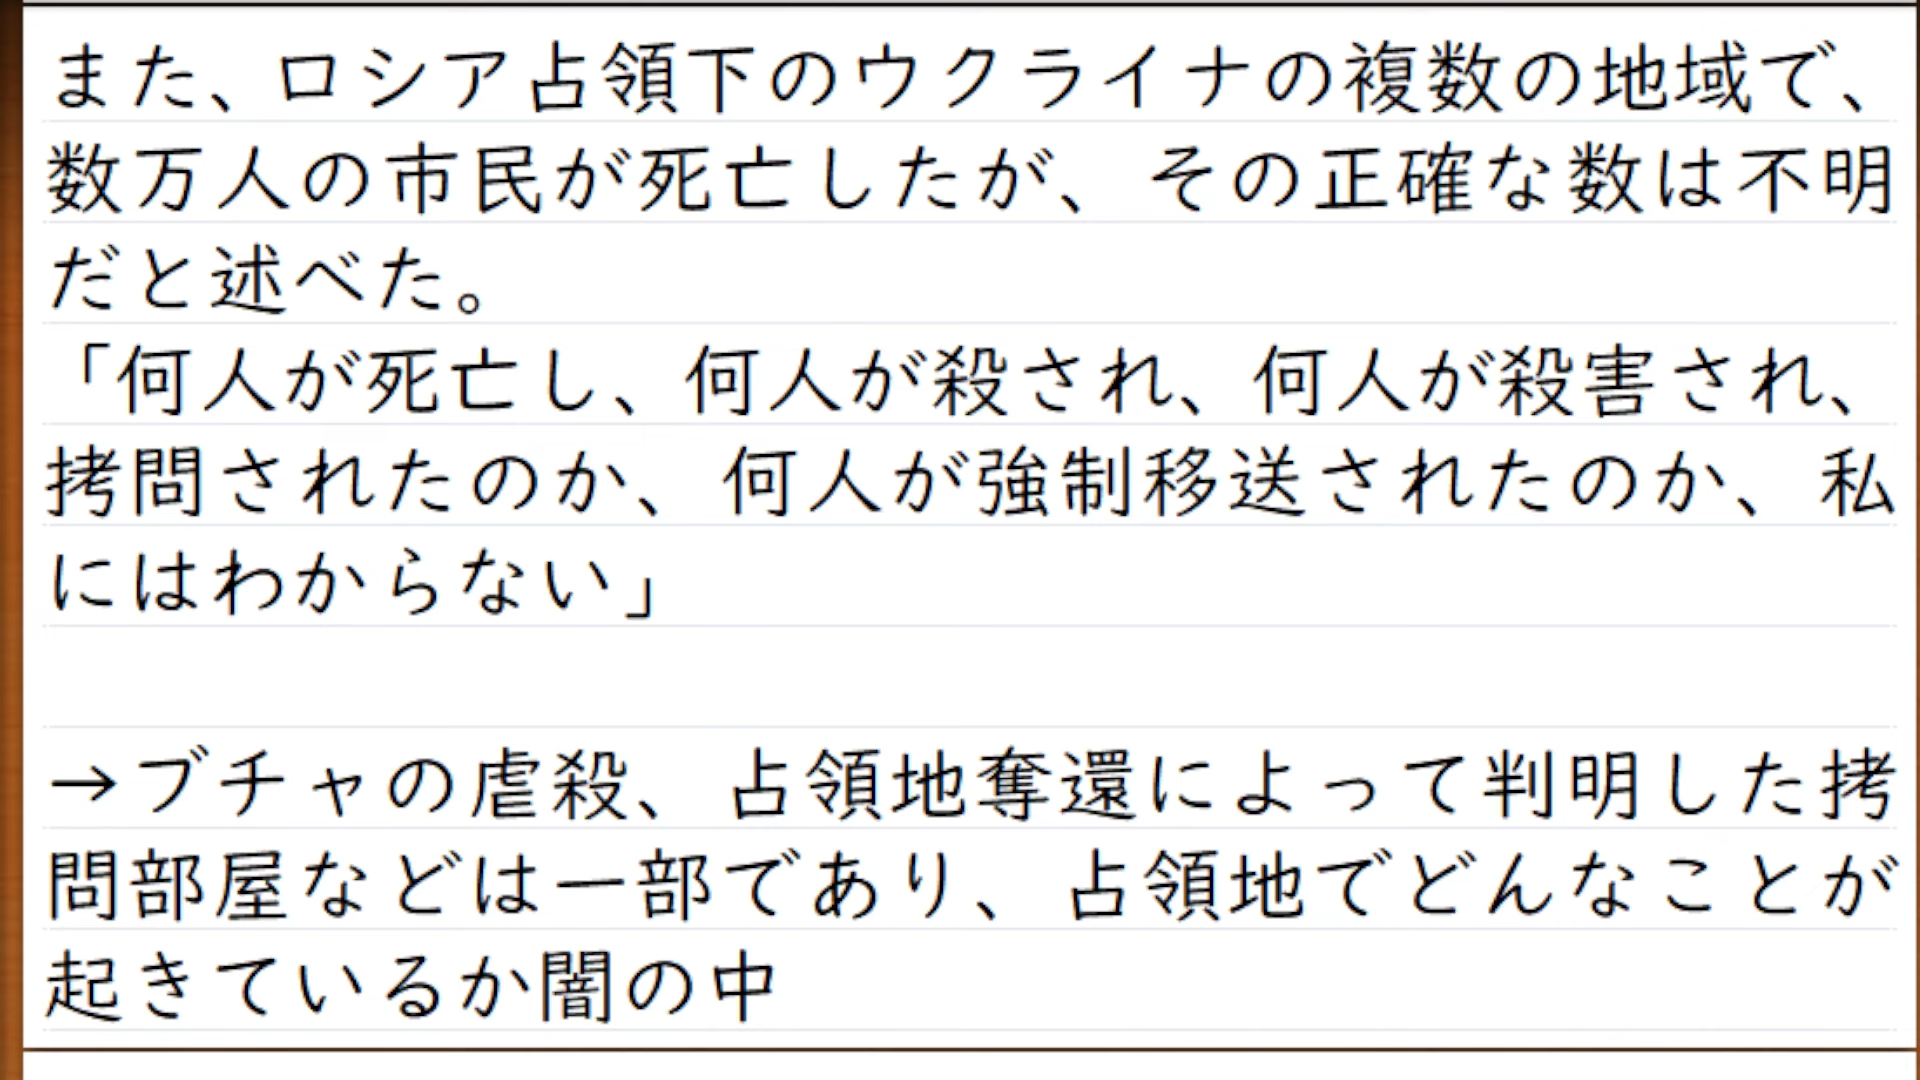 また、ロシア占領下のウクライナの複数の地域で、
数万人の市民が死亡したが、その正確な数は不明
だと述べた。
「何人が死亡し、何人が殺され、何人が殺害され、
拷問されたのか、何人が強制移送されたのか、私
にはわからない」
→ブチャの虐殺、占領地奪還によって判明した拷
問部屋などは一部であり、占領地でどんなことが
起きているか闇の中